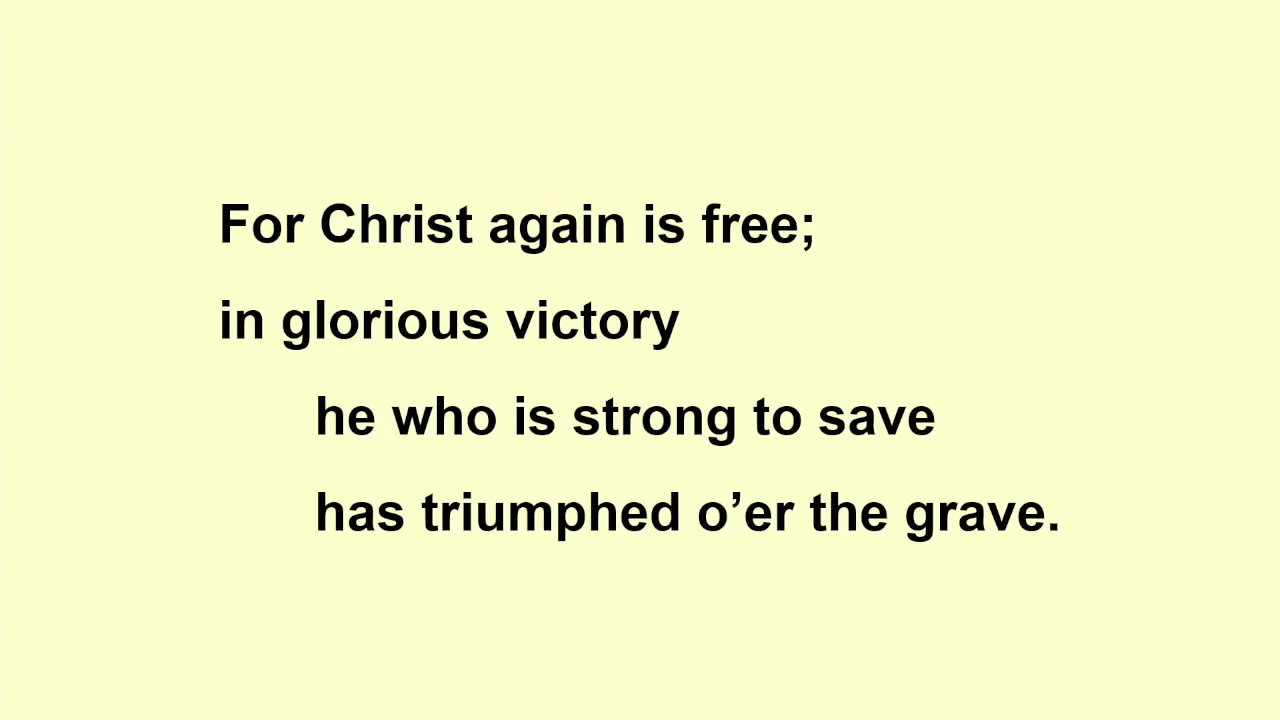 For Christ again is free;
in glorious victory
he who is strong to save
has triumphed o’er the grave.